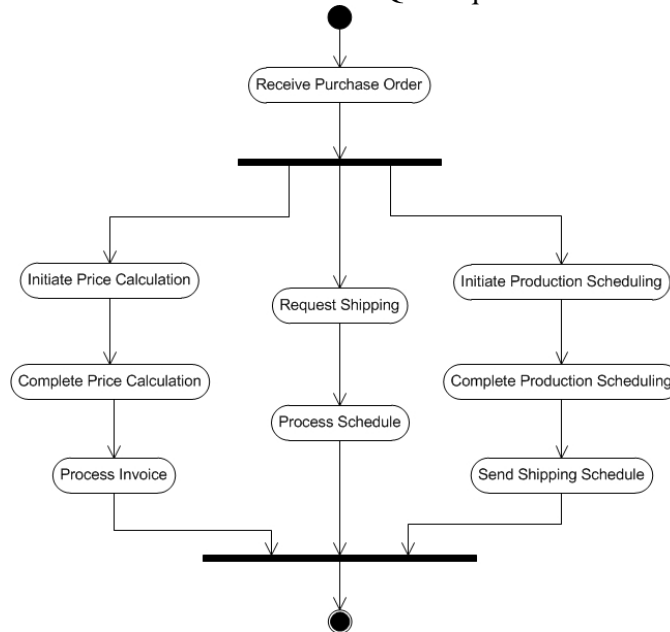 Receive Purchase Order
Initiate Price Calculation
Request Shipping
Initiate Production Scheduling
Complete Price Calculation
Process Schedule
Complete Production Scheduling
Process Invoice
Send Shipping Schedule